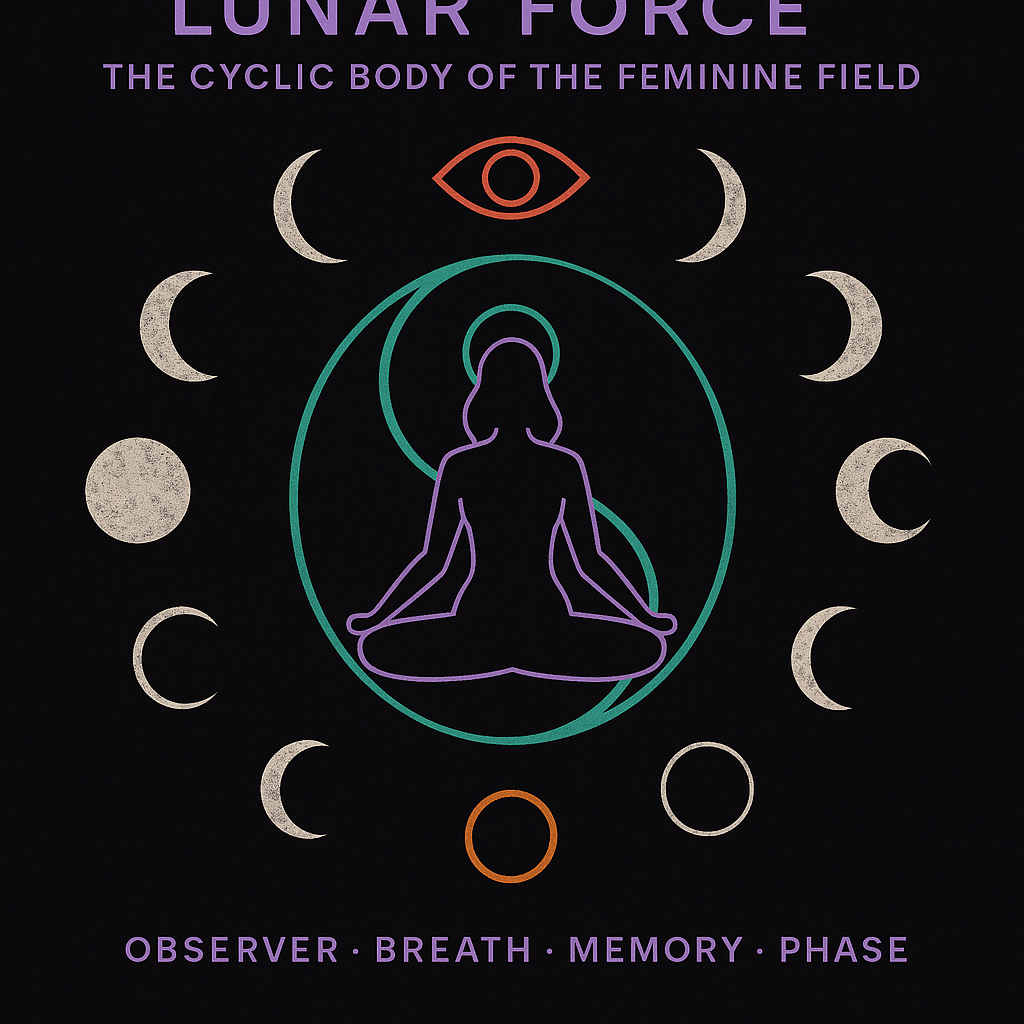 LUNAR FORCE
THE CYCLIC BODY OF THE FEMININE FIELD
OBSERVER · BREATH · MEMORY · PHASE